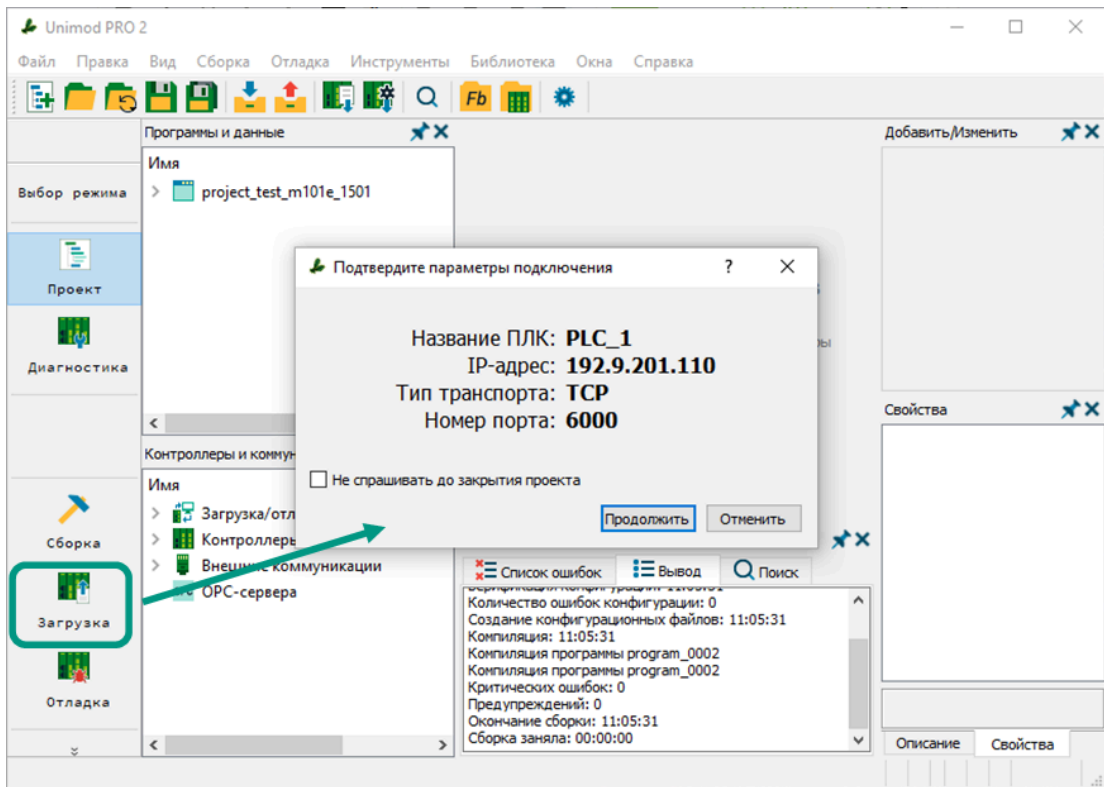 Unimod PRO 2
Файл Правка Вид Сборка Отладка Инструменты Библиотека Окна Справка
Fb
Программы и данные
Добавить/Изменить
Имя
Выбор режима
project_test_m101e_1501
Проект
Диагностика
Подтвердите параметры подключения ? 
Название ПЛК: PLC_1
IP-адрес: 192.9.201.110
Тип транспорта: TCP
Номер порта: 6000
Не спрашивать до закрытия проекта
Продолжить Отменить
ры
Свойства
Контроллеры и коммун
Имя
Загрузка/отл
Контроллеры
Внешние коммуникации
OPC-сервера
Сборка
Загрузка
Отладка
Список ошибок Вывод Поиск
Количество ошибок конфигурации: 0
Создание конфигурационных файлов: 11:05:31
Компиляция: 11:05:31
Компиляция программы program_0002
Компиляция программы program_0002
Критических ошибок: 0
Предупреждений: 0
Окончание сборки: 11:05:31
Сборка заняла: 00:00:00
Описание Свойства